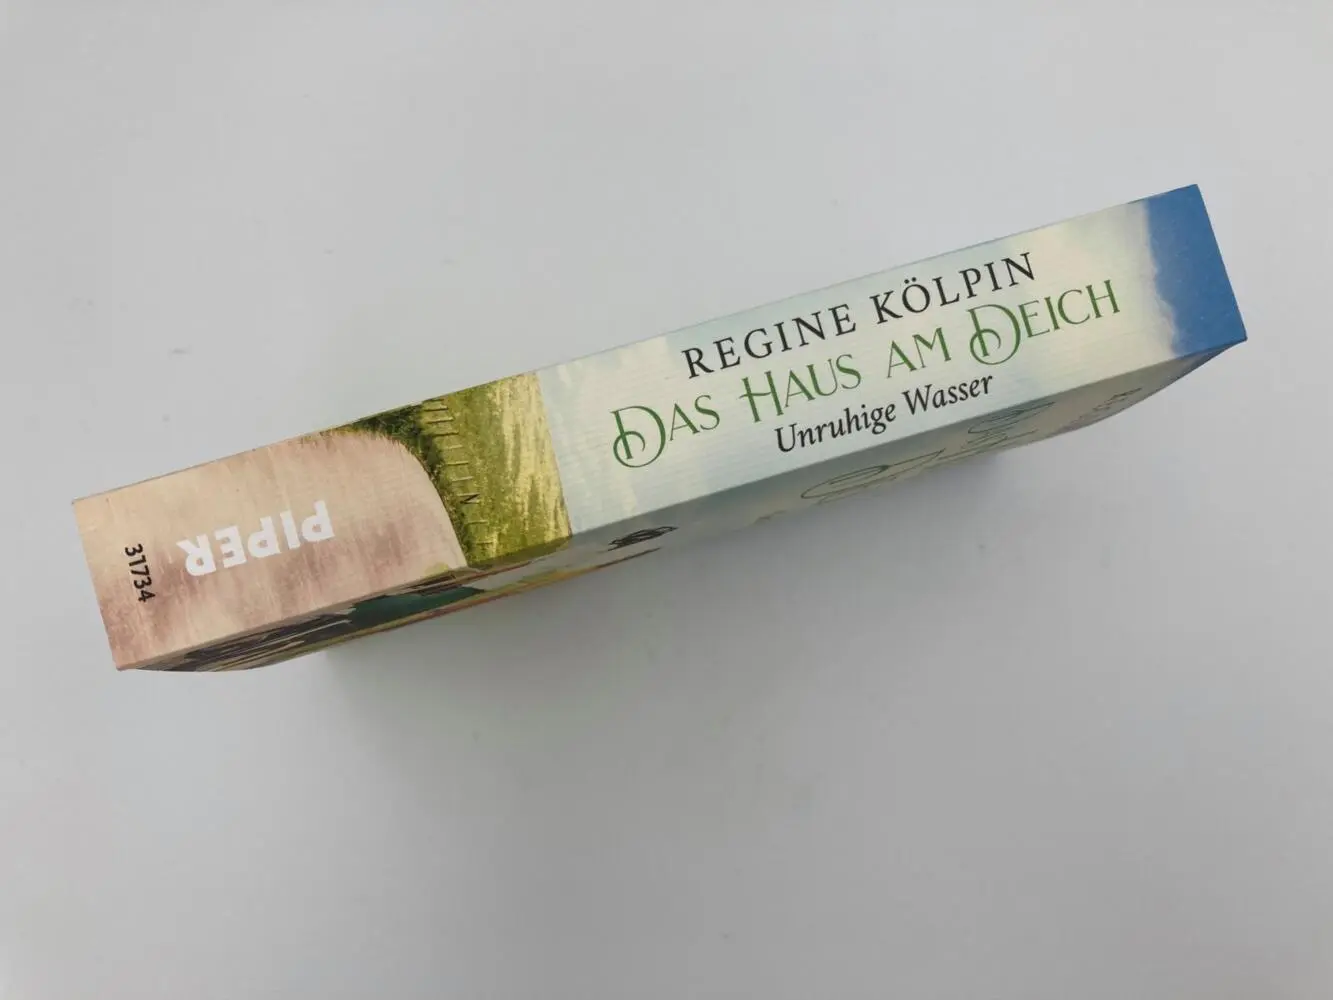 REGINE KÖLPIN
DAS HAUS AM DEICH
Unruhige Wasser
PIPER
31734